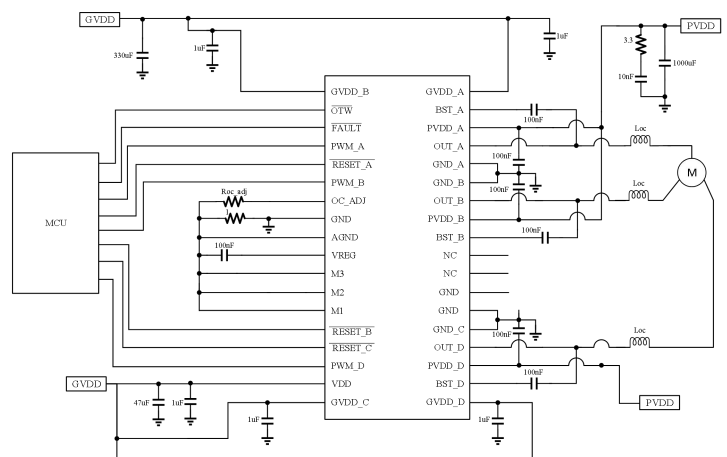 GVDD
PVDD
330uF
1uF
1uF
3.3
10nF
1000uF
GVDD_B
GVDD_A
OTW
BST_A
100nF
FAULT
PVDD_A
PWM_A
OUT_A
Loc
RESET_A
GND_A
100nF
PWM_B
GND_B
M
MCU
Roc_adj
OC_ADJ
OUT_B
100nF
Loc
1
GND
PVDD_B
AGND
BST_B
100nF
100nF
VREG
NC
M3
NC
M2
GND
M1
GND
RESET_B
GND_C
RESET_C
OUT_D
100nF
Loc
PWM_D
PVDD_D
GVDD
VDD
BST_D
100nF
47uF
1uF
GVDD_C
GVDD_D
PVDD
1uF
1uF